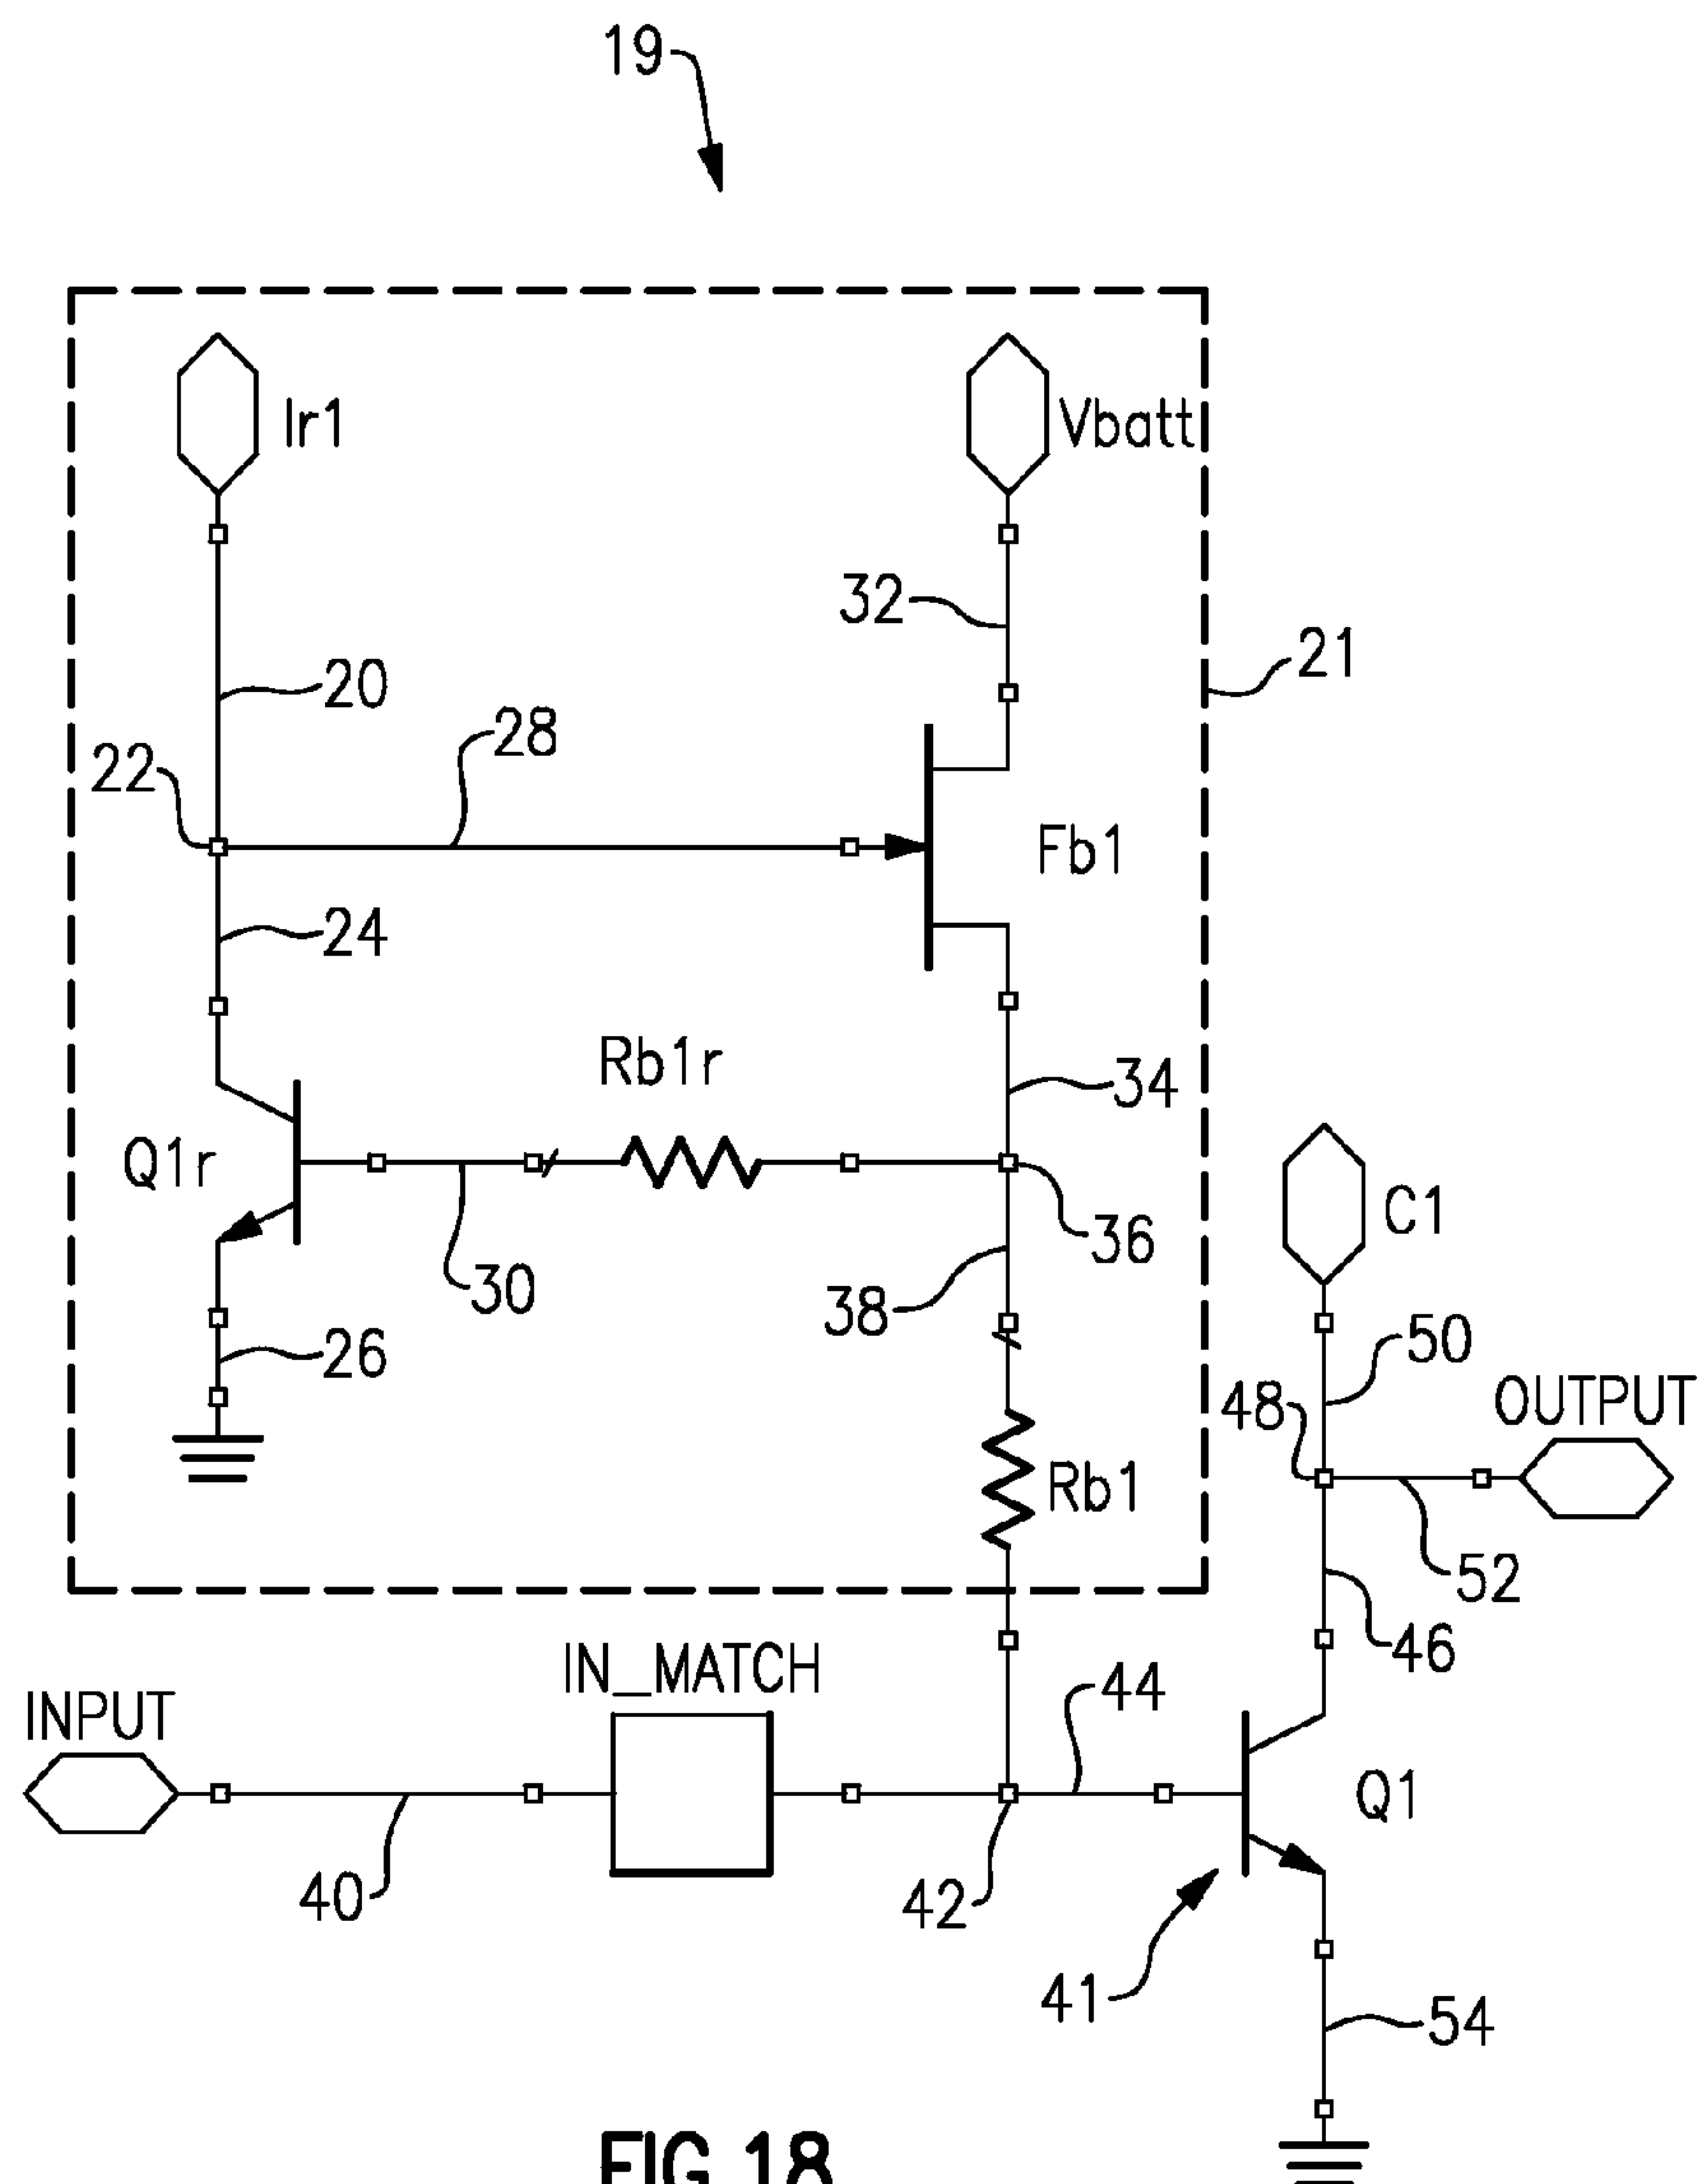 19
Ir1
Vbatt
32
21
20
28
22
Fb1
24
Rb1r
34
Q1r
36
C1
30
38
26
50
48
OUTPUT
Rb1
52
46
IN_MATCH
44
INPUT
Q1
40
42
41
54
FIG.18